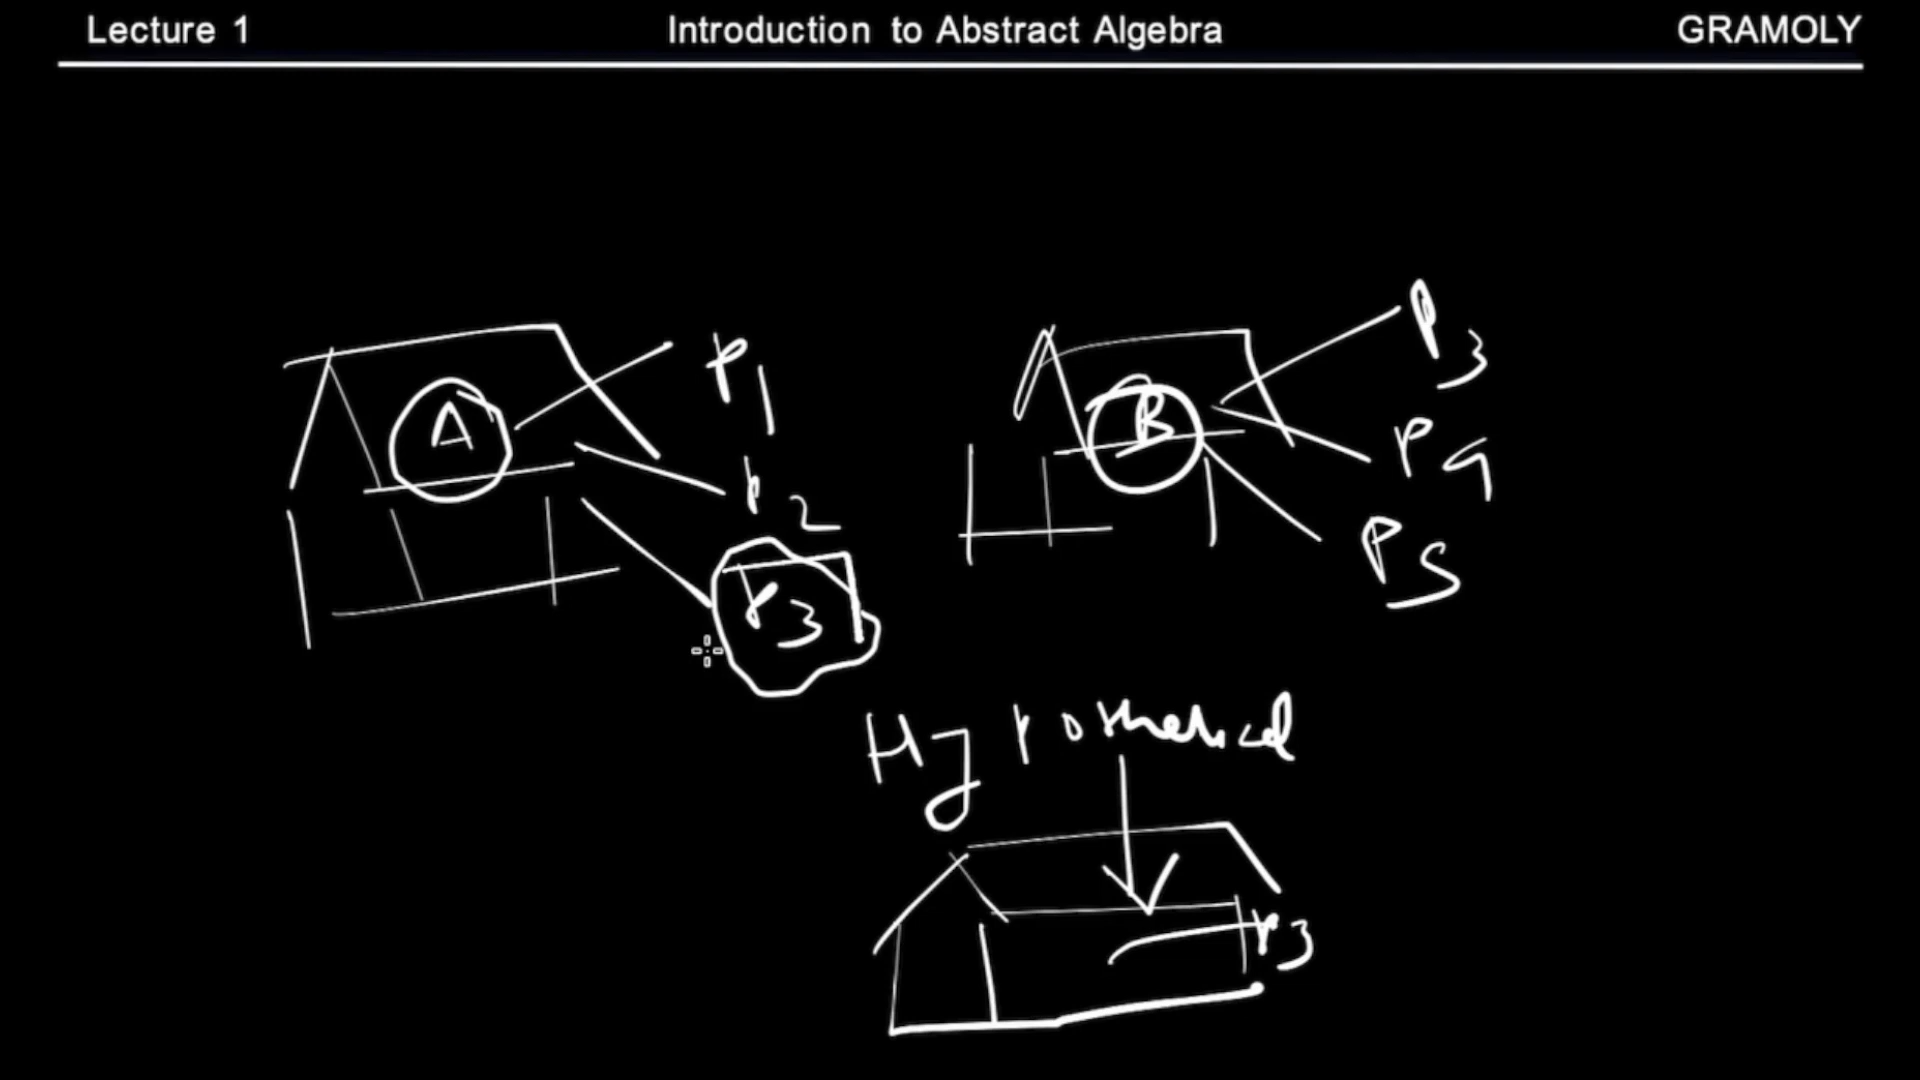 Lecture 1 Introduction to Abstract Algebra GRAMOLY
A P1
P2
P3
B P3
P4
P5
Hypothetical
P3